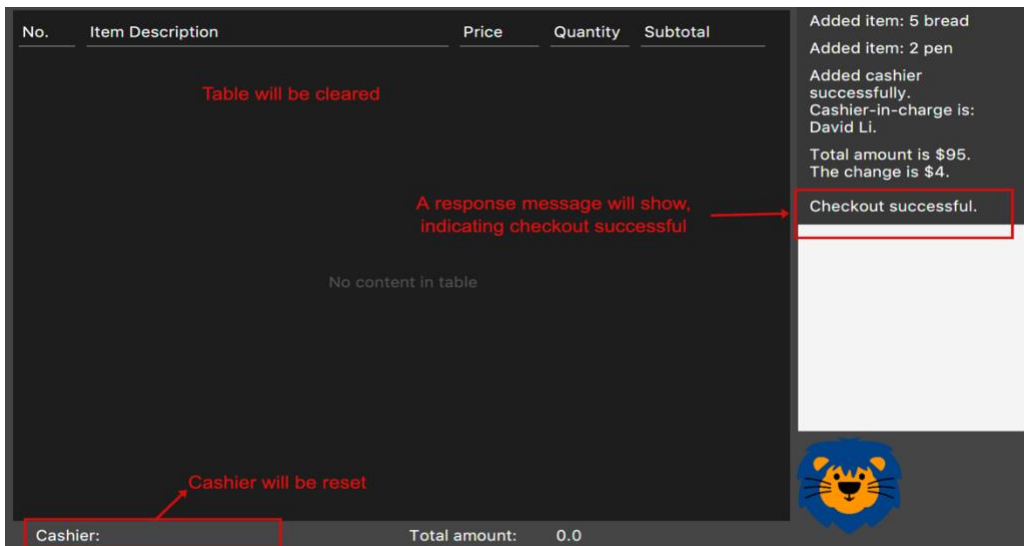 No. Item Description Price Quantity Subtotal
Table will be cleared
A response message will show,
indicating checkout successful
No content in table
Cashier will be reset
Cashier: Total amount: 0.0
Added item: 5 bread
Added item: 2 pen
Added cashier
successfully.
Cashier-in-charge is:
David Li.
Total amount is $95.
The change is $4.
Checkout successful.